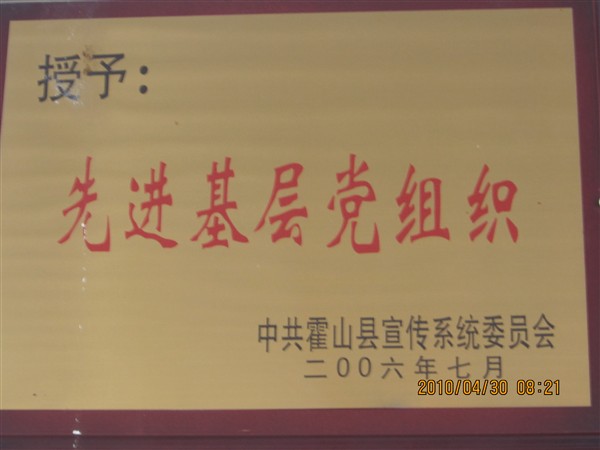 授予：
先进基层党组织
中共霍山县宣传系统委员会
二00六年七月
2010/04/30 08:21